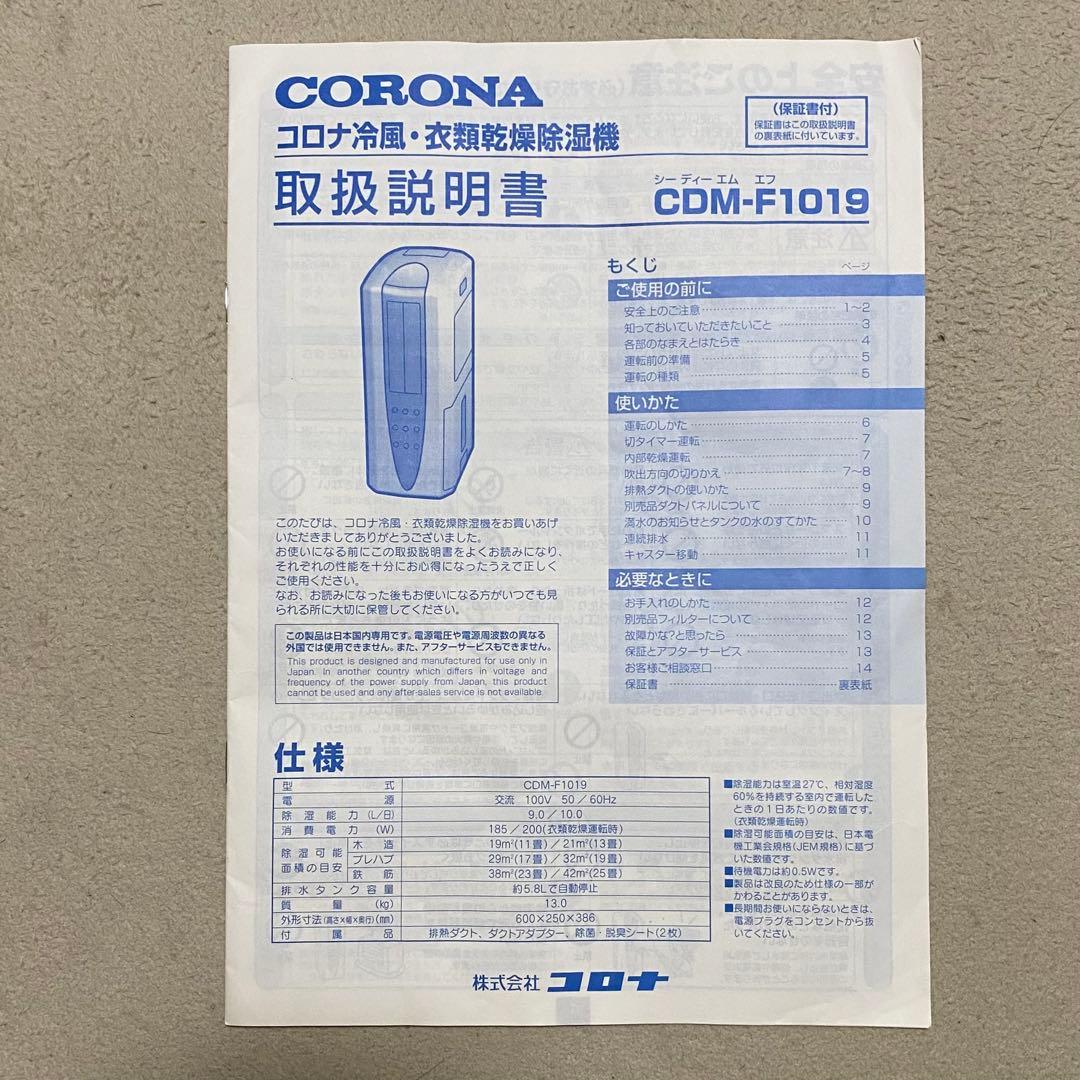 CORONA
コロナ冷風・衣類乾燥除湿機
取扱説明書
(保証書付)
保証書はこの取扱説明書
の裏表紙に付いています。
シー ディー エム エフ
CDM-F1019
もくじ
ページ
ご使用の前に
安全上のご注意 1〜2
知っておいていただきたいこと 3
各部のなまえとはたらき 4
運転前の準備 5
運転の種類 5
使いかた
運転のしかた 6
切タイマー運転 7
内部乾燥運転 7
吹出方向の切りかえ 7〜8
排熱ダクトの使いかた 9
別売品ダクトパネルについて 9
満水のお知らせとタンクの水のすてかた 10
連続排水 11
キャスター移動 11
必要なときに
お手入れのしかた 12
別売品フィルターについて 12
故障かな?と思ったら 13
保証とアフターサービス 13
お客様ご相談窓口 14
保証書 裏表紙
このたびは、コロナ冷風・衣類乾燥除湿機をお買いあげ
いただきましてありがとうございました。
お使いになる前にこの取扱説明書をよくお読みになり、
それぞれの性能を十分にお心得になったうえで正しく
ご使用ください。
なお、お読みになった後もお使いになる方がいつでも見
られる所に大切に保管してください。
この製品は日本国内専用です。電源電圧や電源周波数の異なる
外国では使用できません。また、アフターサービスもできません。
This product is designed and manufactured for use only in
Japan. In another country which differs in voltage and
frequency of the power supply from Japan, this product
cannot be used and any after-sales service is not available.
仕様
型式 CDM-F1019
電源 交流 100V 50/60Hz
除湿能力(L/日) 9.0/10.0
消費電力(W) 185/200(衣類乾燥運転時)
除湿可能面積の目安 木造 19m²(11畳)/21m²(13畳)
プレハブ 29m²(17畳)/32m²(19畳)
鉄筋 38m²(23畳)/42m²(25畳)
排水タンク容量 約5.8Lで自動停止
質量(kg) 13.0
外形寸法(高さ×幅×奥行)(mm) 600×250×386
付属品 排熱ダクト、ダクトアダプター、除菌・脱臭シート(2枚)
■除湿能力は室温27℃、相対湿度
60%を持続する室内で運転した
ときの1日あたりの数値です。
(衣類乾燥運転時)
■除湿可能面積の目安は、日本電
機工業会規格(JEM規格)に基づ
いた数値です。
■待機電力は約0.5Wです。
■製品は改良のため仕様の一部が
かわることがあります。
■長期間お使いにならないときは、
電源プラグをコンセントから抜
いてください。
株式会社 コロナ